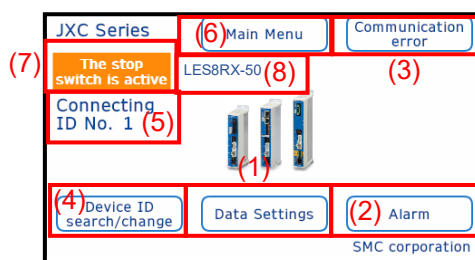 JXC Series
(6) Main Menu
Communication
error
(7)
The stop
switch is active
LES8RX-50
(8)
(3)
Connecting
ID No. 1 (5)
(1)
(4)
Device ID
search/change
Data Settings
(2) Alarm
SMC corporation